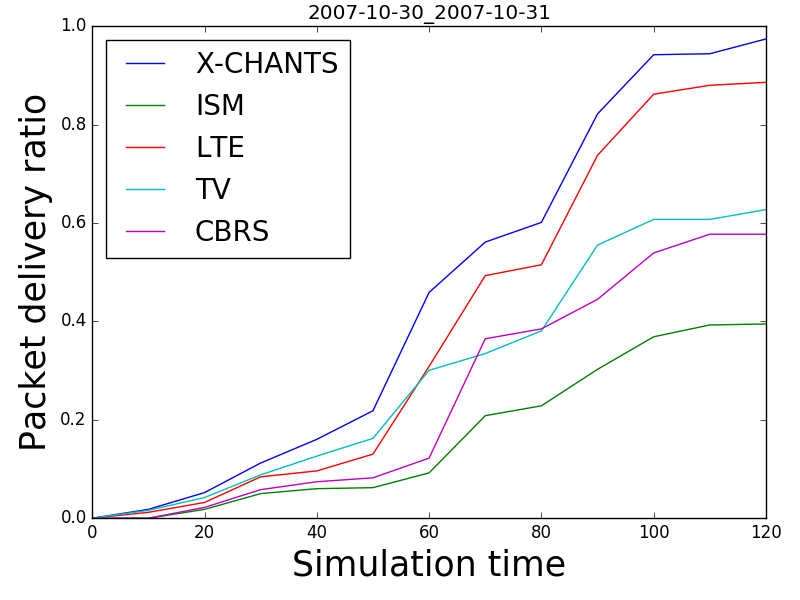 2007-10-30_2007-10-31
1.0
0.8
0.6
0.4
0.2
0.0
Packet delivery ratio
X-CHANTS
ISM
LTE
TV
CBRS
0 20 40 60 80 100 120
Simulation time